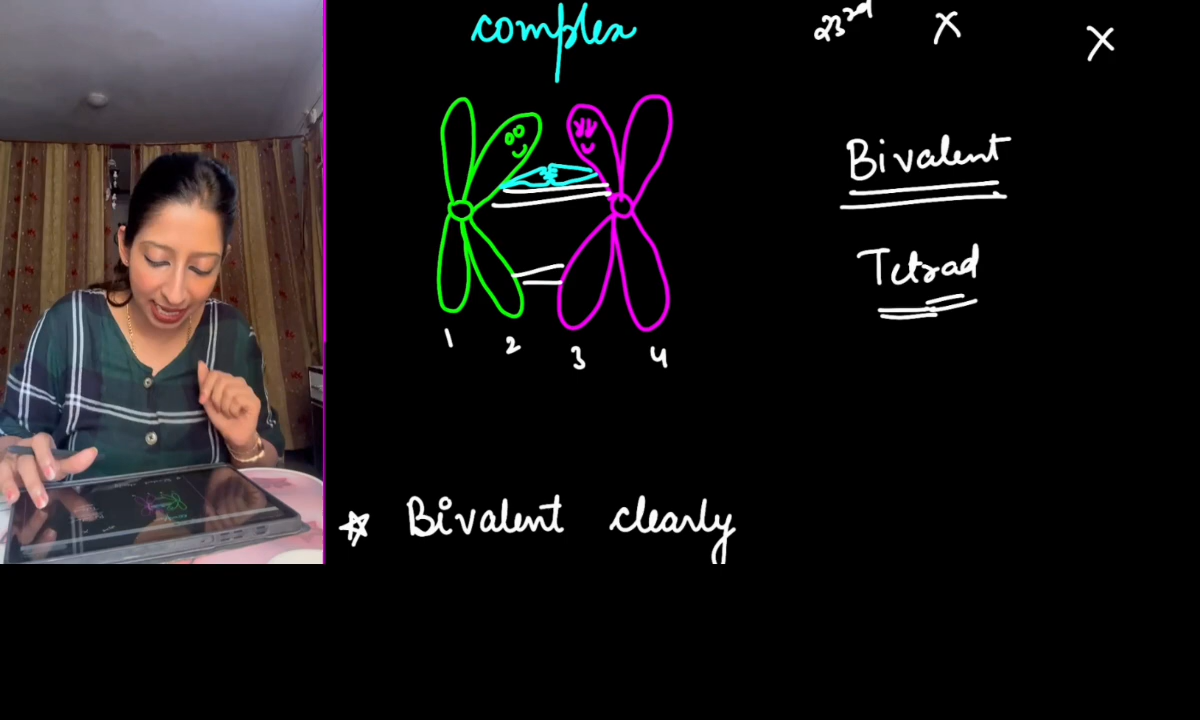 complex
23rd X X
Bivalent
Tetrad
1 2 3 4
☆ Bivalent clearly